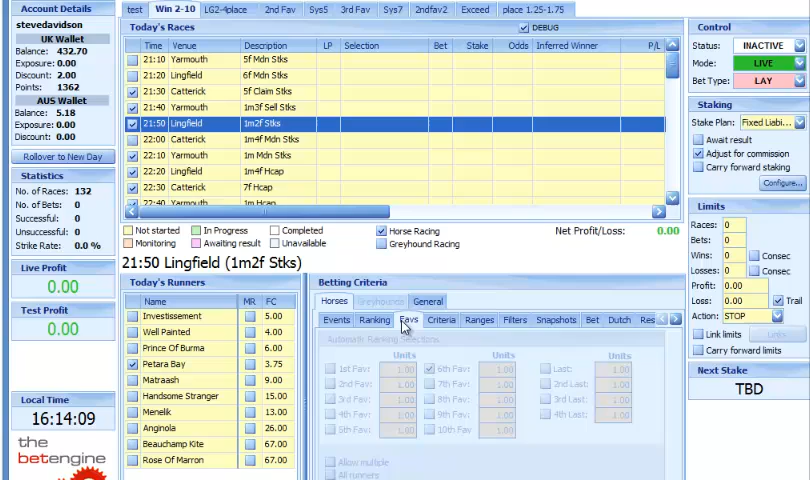 Account Details
stevedavidson
UK Wallet
Balance: 432.70
Exposure: 0.00
Discount: 2.00
Points: 1362
AUS Wallet
Balance: 5.18
Exposure: 0.00
Discount: 0.00
Rollover to New Day
Statistics
No. of Races: 132
No. of Bets: 0
Successful: 0
Unsuccessful: 0
Strike Rate: 0.0 %
Live Profit
0.00
Test Profit
0.00
Local Time
16:14:09
the
betengine
test Win 2-10 LG2-4place 2nd Fav Sys5 3rd Fav Sys7 2ndfav2 Exceed place 1.25-1.75
Today's Races DEBUG
Time Venue Description LP Selection Bet Stake Odds Inferred Winner P/L
21:10 Yarmouth 5f Mdn Stks
21:20 Lingfield 6f Mdn Stks
21:30 Catterick 5f Claim Stks
21:40 Yarmouth 1m3f Sell Stks
21:50 Lingfield 1m2f Stks
22:00 Catterick 1m4f Mdn Stks
22:10 Yarmouth 1m Mdn Stks
22:20 Lingfield 1m4f Hcap
22:30 Catterick 7f Hcap
22:40 Yarmouth 1m Hcap
Not started In Progress Completed Horse Racing Net Profit/Loss: 0.00
Monitoring Awaiting result Unavailable Greyhound Racing
21:50 Lingfield (1m2f Stks)
Today's Runners
Name MR FC
Investissement 5.00
Well Painted 4.00
Prince Of Burma 6.00
Petara Bay 3.75
Matraash 9.00
Handsome Stranger 15.00
Menelik 13.00
Anginola 26.00
Beauchamp Kite 67.00
Rose Of Marron 67.00
Betting Criteria
Horses Greyhounds General
Events Ranking Favs Criteria Ranges Filters Snapshots Bet Dutch Res
Automatic Ranking Selections
Units Units Units
1st Fav: 1.00 6th Fav: 1.00 Last: 1.00
2nd Fav: 1.00 7th Fav: 1.00 2nd Last: 1.00
3rd Fav: 1.00 8th Fav: 1.00 3rd Last: 1.00
4th Fav: 1.00 9th Fav: 1.00 4th Last: 1.00
5th Fav: 1.00 10th Fav 1.00
Allow multiple
All runners
Control
Status: INACTIVE
Mode: LIVE
Bet Type: LAY
Staking
Stake Plan: Fixed Liabi...
Await result
Adjust for commission
Carry forward staking
Configure...
Limits
Races: 0
Bets: 0
Wins: 0 Consec
Losses: 0 Consec
Profit: 0.00
Loss: 0.00 Trail
Action: STOP
Link limits Limits
Carry forward limits
Next Stake
TBD